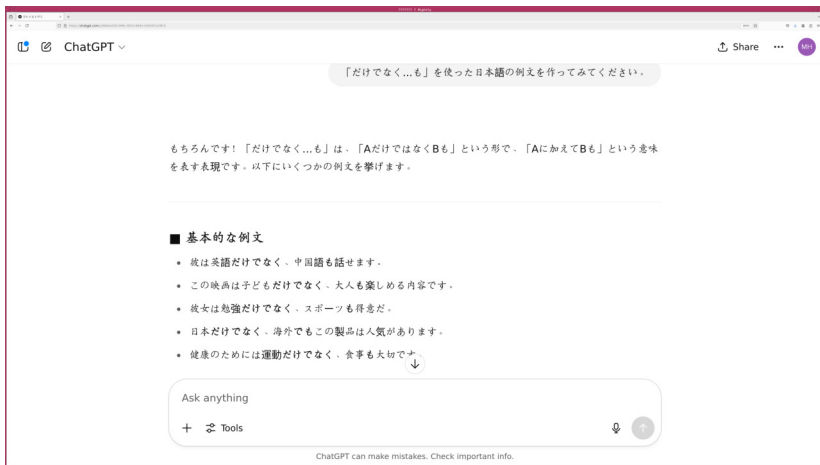 ChatGPT
Share
MH
「だけでなく...も」を使った日本語の例文を作ってみてください。
もちろんです！「だけでなく...も」は、「AだけではなくBも」という形で、「Aに加えてBも」という意味
を表す表現です。以下にいくつかの例文を挙げます。
基本的な例文
• 彼は英語だけでなく、中国語も話せます。
• この映画は子どもだけでなく、大人も楽しめる内容です。
• 彼女は勉強だけでなく、スポーツも得意だ。
• 日本だけでなく、海外でもこの製品は人気があります。
• 健康のためには運動だけでなく、食事も大切です。
Ask anything
Tools
ChatGPT can make mistakes. Check important info.